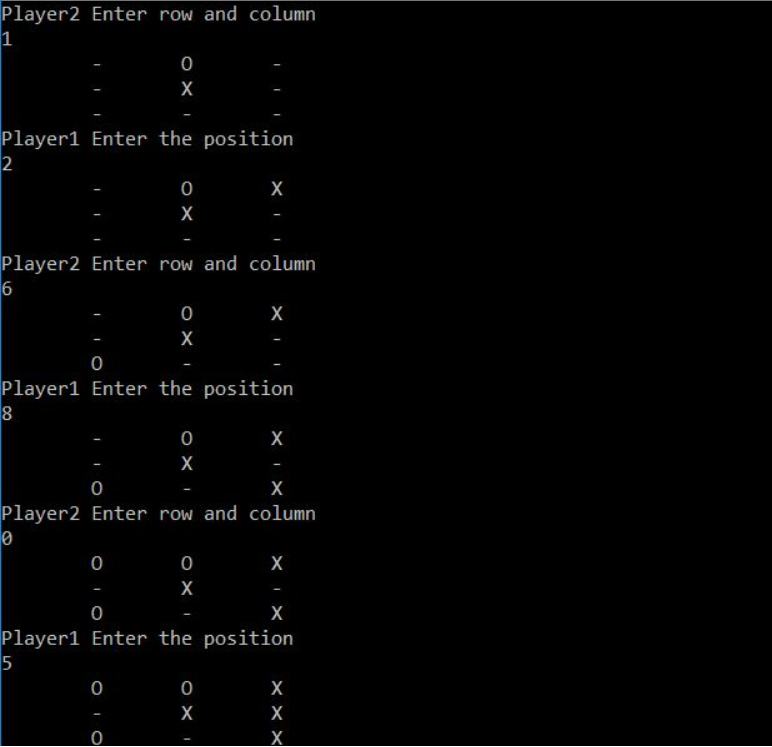 Player2 Enter row and column
1
- O -
- X -
- - -
Player1 Enter the position
2
- O X
- X -
- - -
Player2 Enter row and column
6
- O X
- X -
O - -
Player1 Enter the position
8
- O X
- X -
O - X
Player2 Enter row and column
0
O O X
- X -
O - X
Player1 Enter the position
5
O O X
- X X
O - X